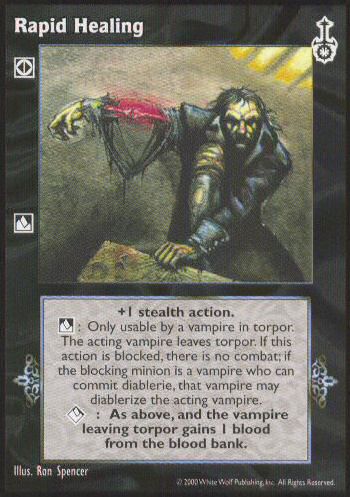 Rapid Healing
+1 stealth action.
: Only usable by a vampire in torpor.
The acting vampire leaves torpor. If this
action is blocked, there is no combat; if
the blocking minion is a vampire who can
commit diablerie, that vampire may
diablerize the acting vampire.
: As above, and the vampire
leaving torpor gains 1 blood
from the blood bank.
Illus. Ron Spencer
© 2000 White Wolf Publishing, Inc. All Rights Reserved.